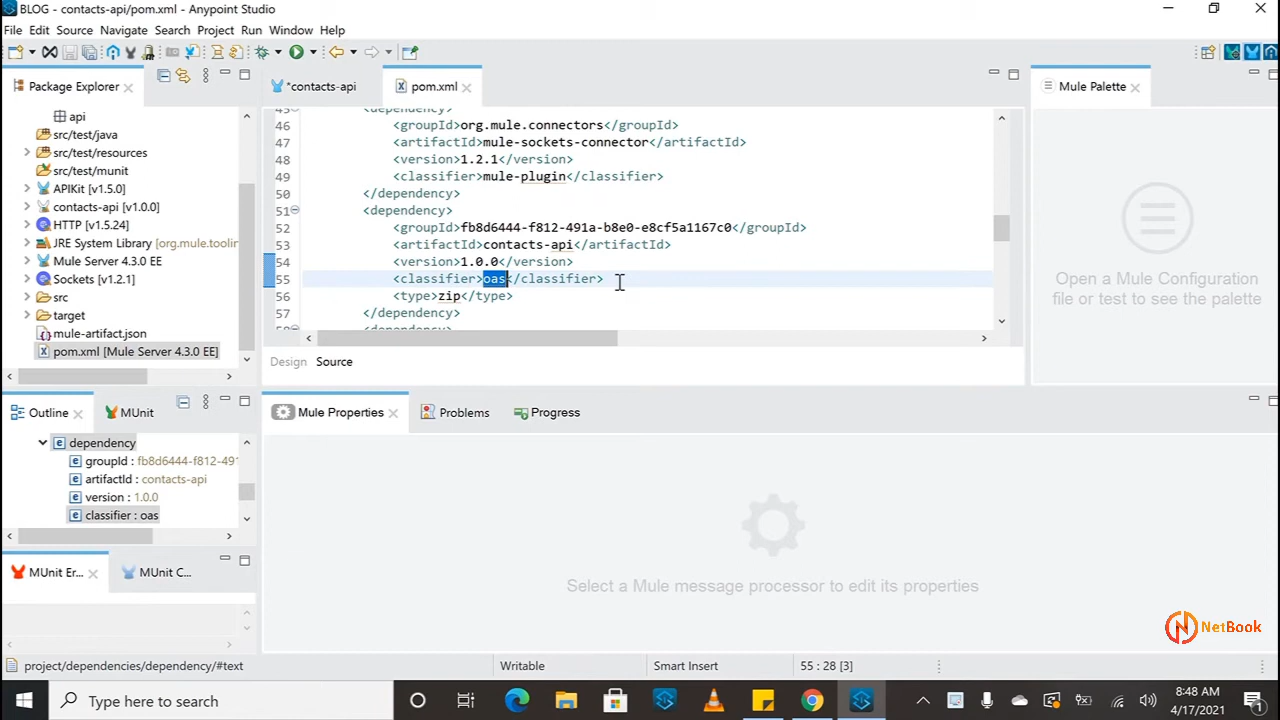 BLOG - contacts-api/pom.xml - Anypoint Studio
File Edit Source Navigate Search Project Run Window Help
Package Explorer
*contacts-api
pom.xml
Mule Palette
api
src/test/java
src/test/resources
src/test/munit
APIKit [v1.5.0]
contacts-api [v1.0.0]
HTTP [v1.5.24]
JRE System Library [org.mule.toolin
Mule Server 4.3.0 EE
Sockets [v1.2.1]
src
target
mule-artifact.json
pom.xml [Mule Server 4.3.0 EE]
45 <dependency>
46 <groupId>org.mule.connectors</groupId>
47 <artifactId>mule-sockets-connector</artifactId>
48 <version>1.2.1</version>
49 <classifier>mule-plugin</classifier>
50 </dependency>
51 <dependency>
52 <groupId>fb8d6444-f812-491a-b8e0-e8cf5a1167c0</groupId>
53 <artifactId>contacts-api</artifactId>
54 <version>1.0.0</version>
55 <classifier>oas</classifier>
56 <type>zip</type>
57 </dependency>
58 <dependency>
Design Source
Open a Mule Configuration
file or test to see the palette
Outline
MUnit
dependency
groupId : fb8d6444-f812-491
artifactId : contacts-api
version : 1.0.0
classifier : oas
Mule Properties
Problems
Progress
Select a Mule message processor to edit its properties
MUnit Er...
MUnit C...
NetBook
project/dependencies/dependency/#text
Writable
Smart Insert
55 : 28 [3]
Type here to search
8:48 AM
4/17/2021
1